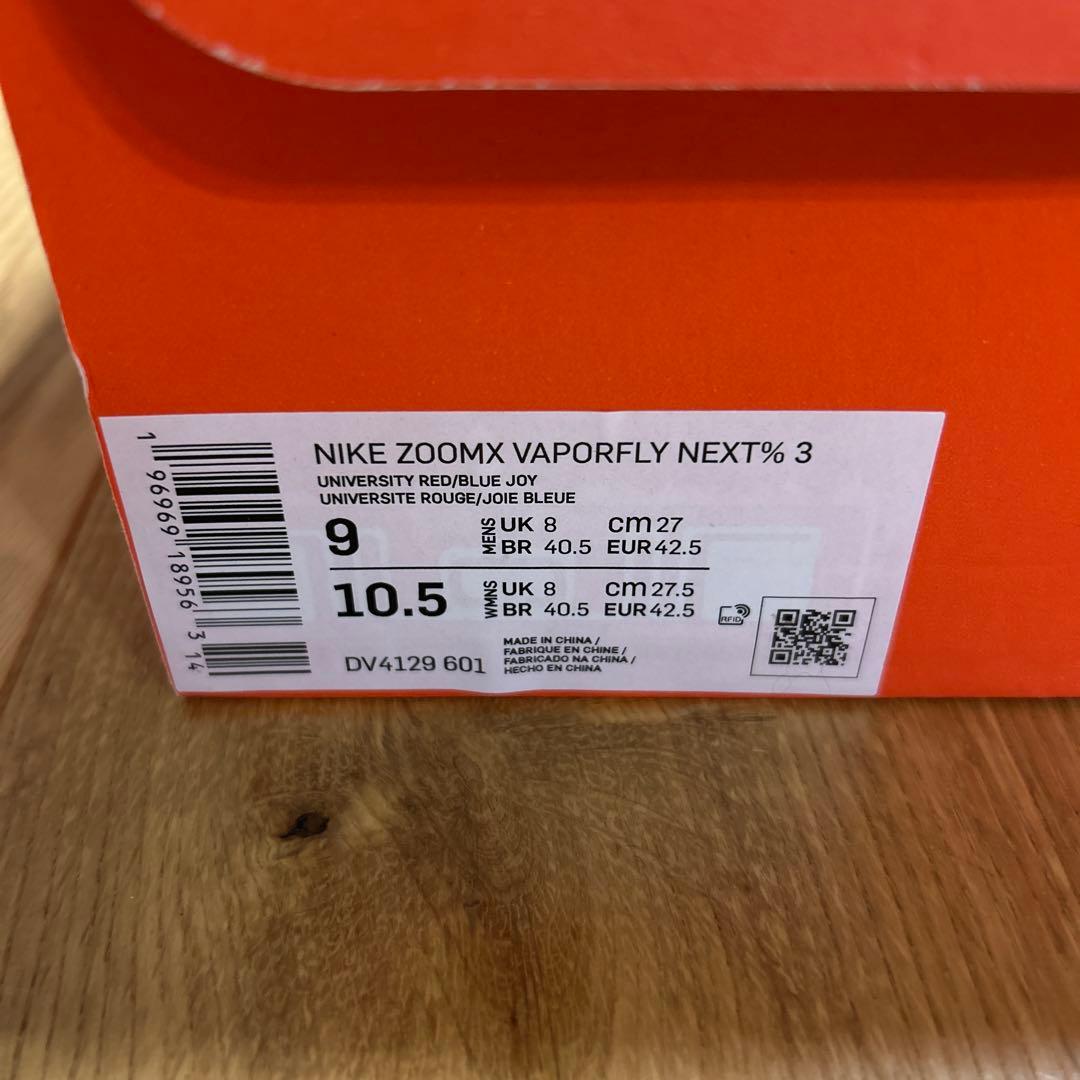 NIKE ZOOMX VAPORFLY NEXT% 3
UNIVERSITY RED/BLUE JOY
UNIVERSITE ROUGE/JOIE BLEUE
9 MENS UK 8 cm 27
BR 40.5 EUR 42.5
10.5 WMNS UK 8 cm 27.5
BR 40.5 EUR 42.5
RFID
DV4129 601
MADE IN CHINA /
FABRIQUE EN CHINE /
FABRICADO NA CHINA /
HECHO EN CHINA
1 96969 18956 3 14